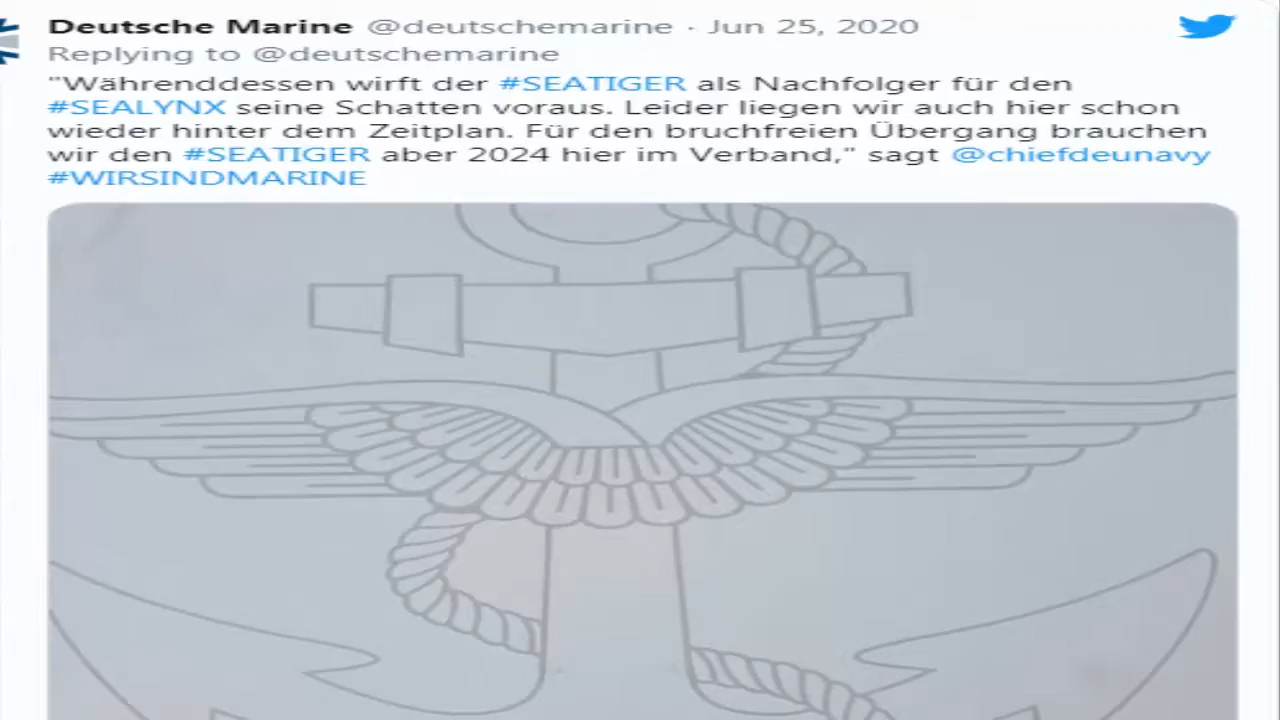 Deutsche Marine @deutschemarine · Jun 25, 2020
Replying to @deutschemarine
"Währenddessen wirft der #SEATIGER als Nachfolger für den
#SEALYNX seine Schatten voraus. Leider liegen wir auch hier schon
wieder hinter dem Zeitplan. Für den bruchfreien Übergang brauchen
wir den #SEATIGER aber 2024 hier im Verband," sagt @chiefdeunavy
#WIRSINDMARINE